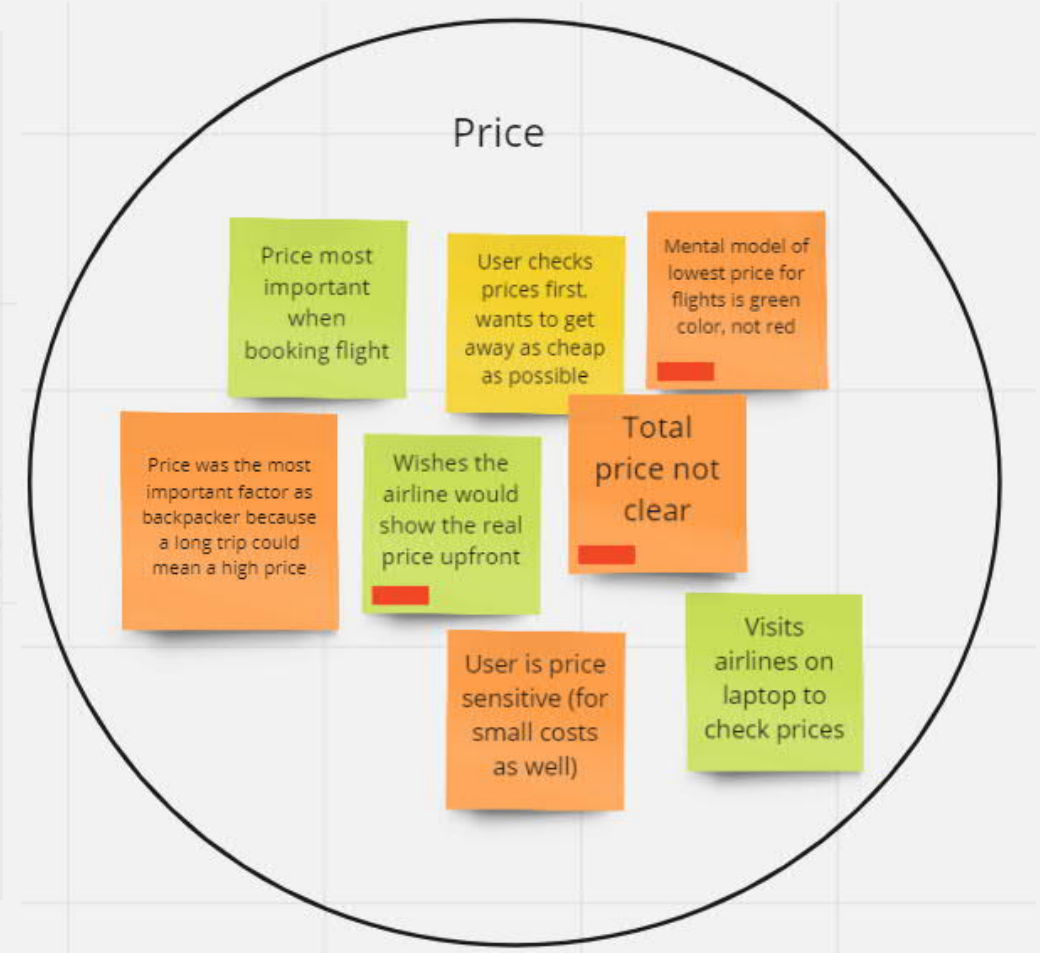 Price
Price most
important
when
booking flight
User checks
prices first,
wants to get
away as cheap
as possible
Mental model of
lowest price for
flights is green
color, not red
Price was the most
important factor as
backpacker because
a long trip could
mean a high price
Wishes the
airline would
show the real
price upfront
Total
price not
clear
User is price
sensitive (for
small costs
as well)
Visits
airlines on
laptop to
check prices